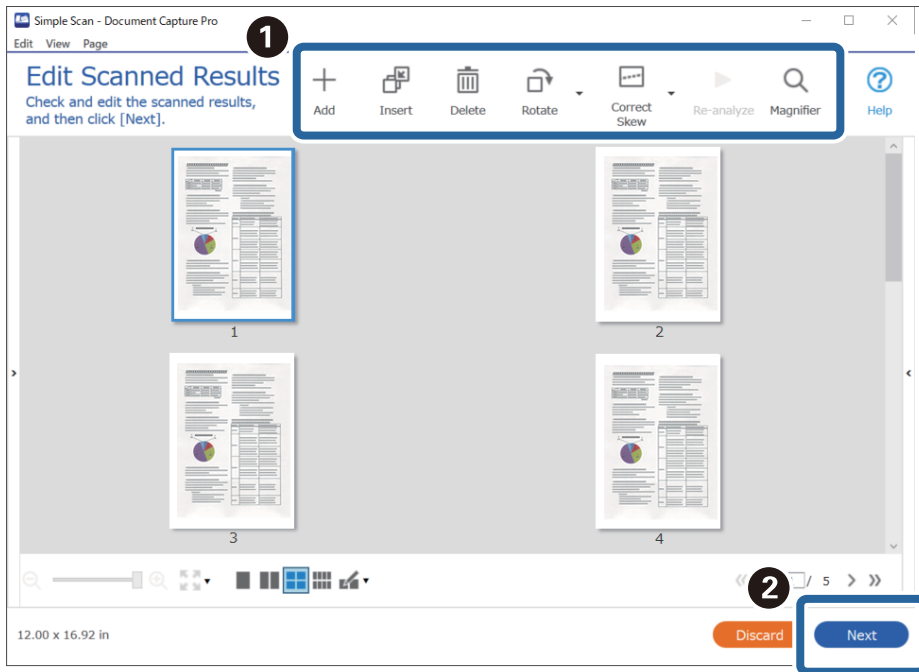 Simple Scan - Document Capture Pro
Edit View Page
1
Edit Scanned Results
Check and edit the scanned results,
and then click [Next].
Add
Insert
Delete
Rotate
Correct
Skew
Re-analyze
Magnifier
Help
1
2
3
4
/ 5
2
12.00 x 16.92 in
Discard
Next